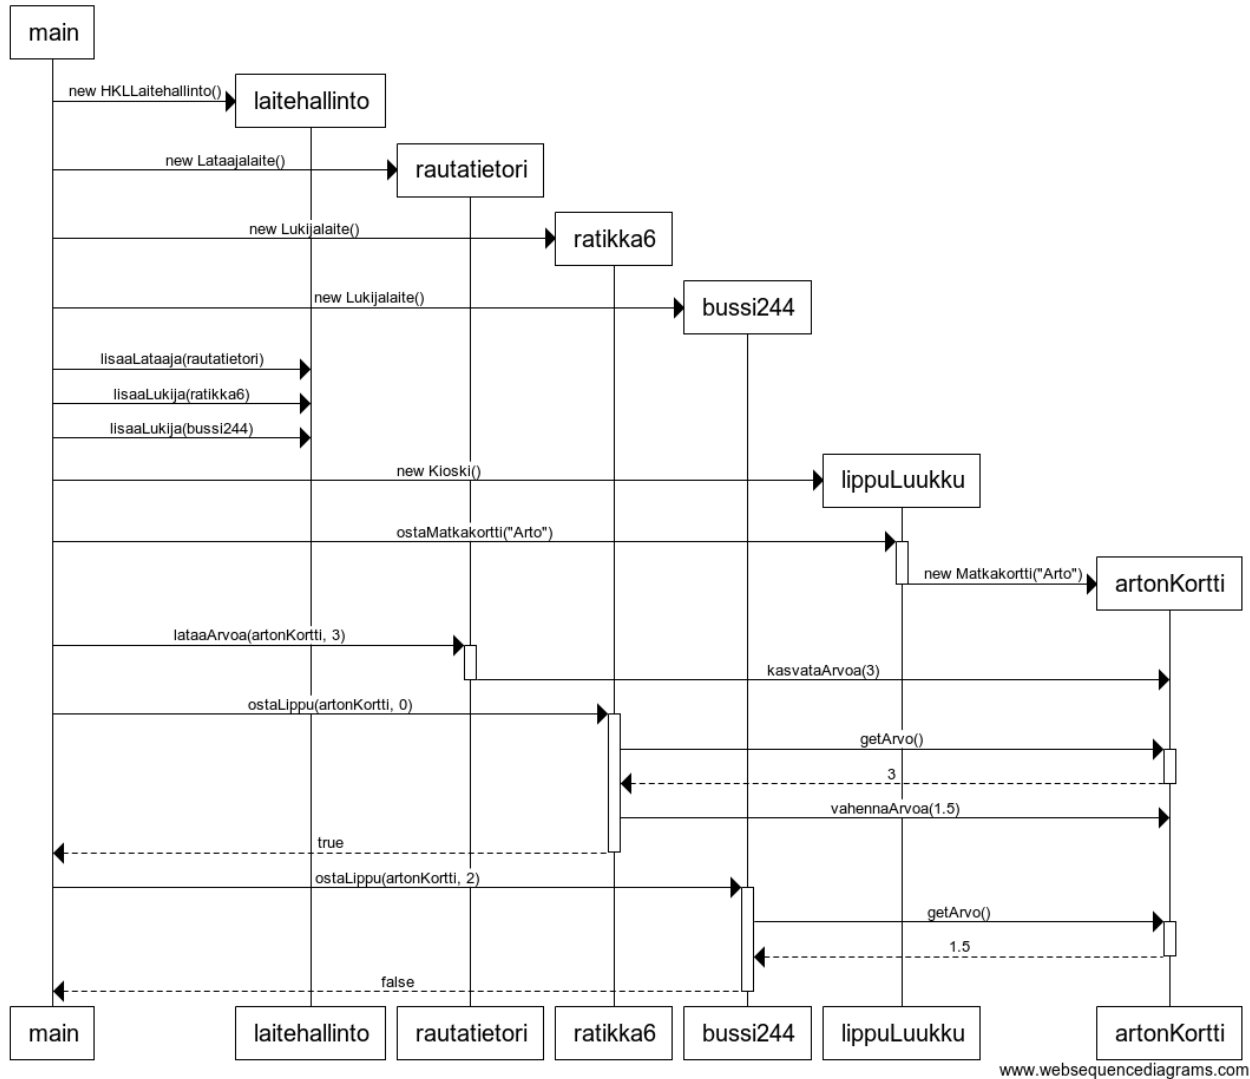 main
new HKLLaitehallinto()
laitehallinto
new Lataajalaite()
rautatietori
new Lukijalaite()
ratikka6
new Lukijalaite()
bussi244
lisaaLataaja(rautatietori)
lisaaLukija(ratikka6)
lisaaLukija(bussi244)
new Kioski()
lippuLuukku
ostaMatkakortti("Arto")
new Matkakortti("Arto")
artonKortti
lataaArvoa(artonKortti, 3)
kasvataArvoa(3)
ostaLippu(artonKortti, 0)
getArvo()
3
vahennaArvoa(1.5)
true
ostaLippu(artonKortti, 2)
getArvo()
1.5
false
main
laitehallinto
rautatietori
ratikka6
bussi244
lippuLuukku
artonKortti
www.websequencediagrams.com